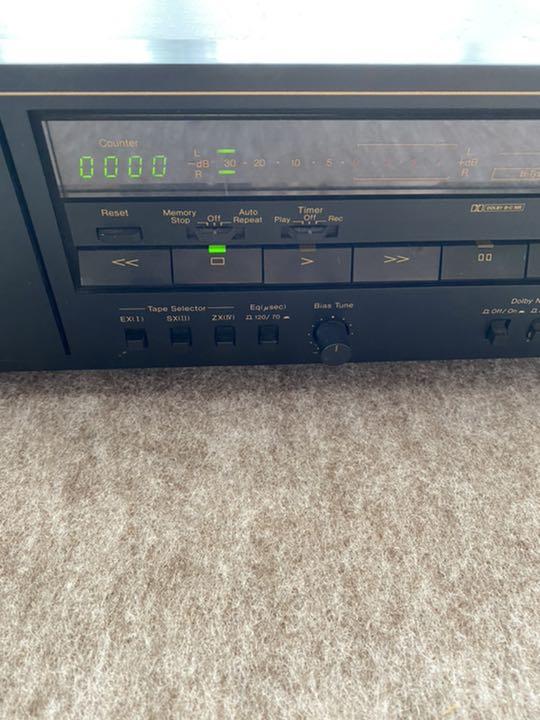 Counter
0000
L
-dB 30 - 20 - 10 - 5 -
R
L
+dB
R
Reset
Memory Stop Off Auto Repeat
Timer
Play Off Rec
DOLBY B-C NR
<< □ > >> 00
Tape Selector
EX(I) SX(II) ZX(IV)
Eq(μsec)
120/ 70
Bias Tune
Dolby N
Off/ On